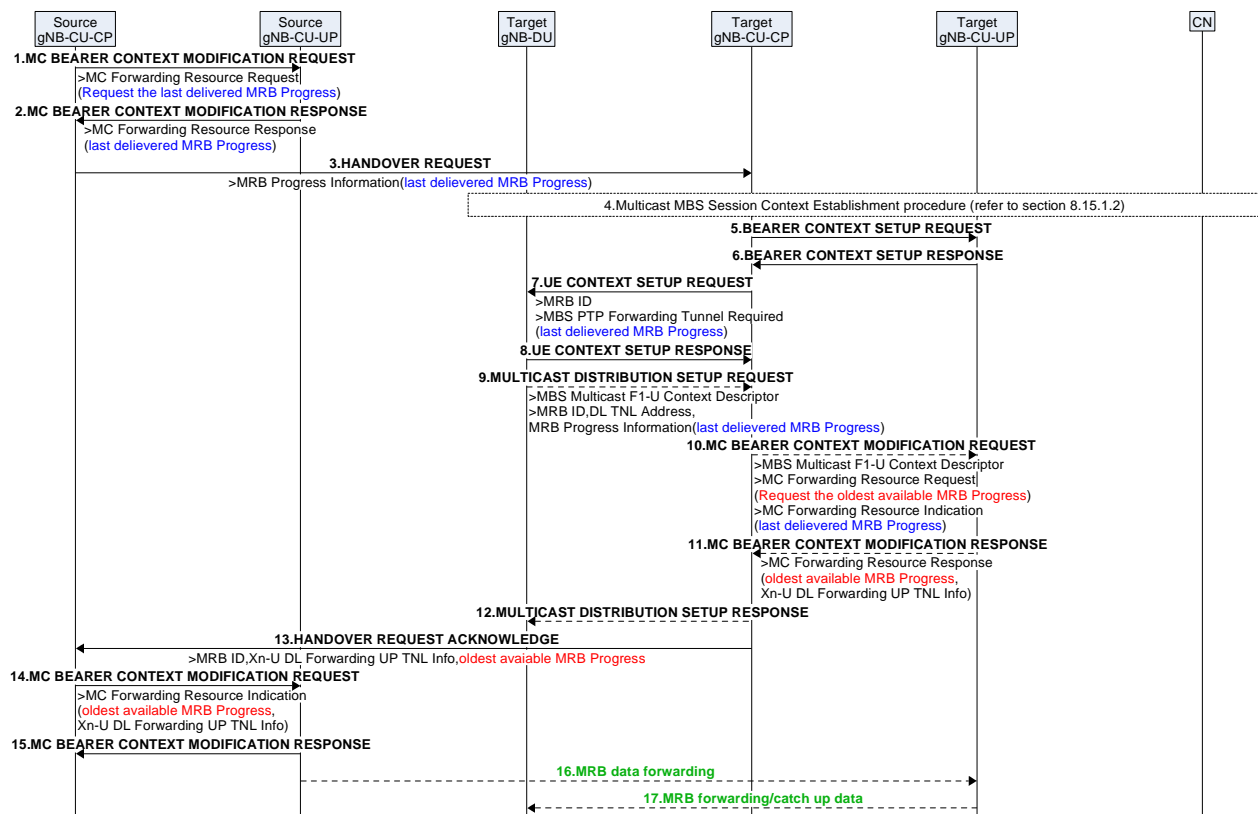 Source
gNB-CU-CP
Source
gNB-CU-UP
Target
gNB-DU
Target
gNB-CU-CP
Target
gNB-CU-UP
CN
1.MC BEARER CONTEXT MODIFICATION REQUEST
>MC Forwarding Resource Request
(Request the last delivered MRB Progress)
2.MC BEARER CONTEXT MODIFICATION RESPONSE
>MC Forwarding Resource Response
(last delievered MRB Progress)
3.HANDOVER REQUEST
>MRB Progress Information(last delievered MRB Progress)
4.Multicast MBS Session Context Establishment procedure (refer to section 8.15.1.2)
5.BEARER CONTEXT SETUP REQUEST
6.BEARER CONTEXT SETUP RESPONSE
7.UE CONTEXT SETUP REQUEST
>MRB ID
>MBS PTP Forwarding Tunnel Required
(last delievered MRB Progress)
8.UE CONTEXT SETUP RESPONSE
9.MULTICAST DISTRIBUTION SETUP REQUEST
>MBS Multicast F1-U Context Descriptor
>MRB ID,DL TNL Address,
MRB Progress Information(last delievered MRB Progress)
10.MC BEARER CONTEXT MODIFICATION REQUEST
>MBS Multicast F1-U Context Descriptor
>MC Forwarding Resource Request
(Request the oldest available MRB Progress)
>MC Forwarding Resource Indication
(last delievered MRB Progress)
11.MC BEARER CONTEXT MODIFICATION RESPONSE
>MC Forwarding Resource Response
(oldest available MRB Progress,
Xn-U DL Forwarding UP TNL Info)
12.MULTICAST DISTRIBUTION SETUP RESPONSE
13.HANDOVER REQUEST ACKNOWLEDGE
>MRB ID,Xn-U DL Forwarding UP TNL Info,oldest avaiable MRB Progress
14.MC BEARER CONTEXT MODIFICATION REQUEST
>MC Forwarding Resource Indication
(oldest available MRB Progress,
Xn-U DL Forwarding UP TNL Info)
15.MC BEARER CONTEXT MODIFICATION RESPONSE
16.MRB data forwarding
17.MRB forwarding/catch up data